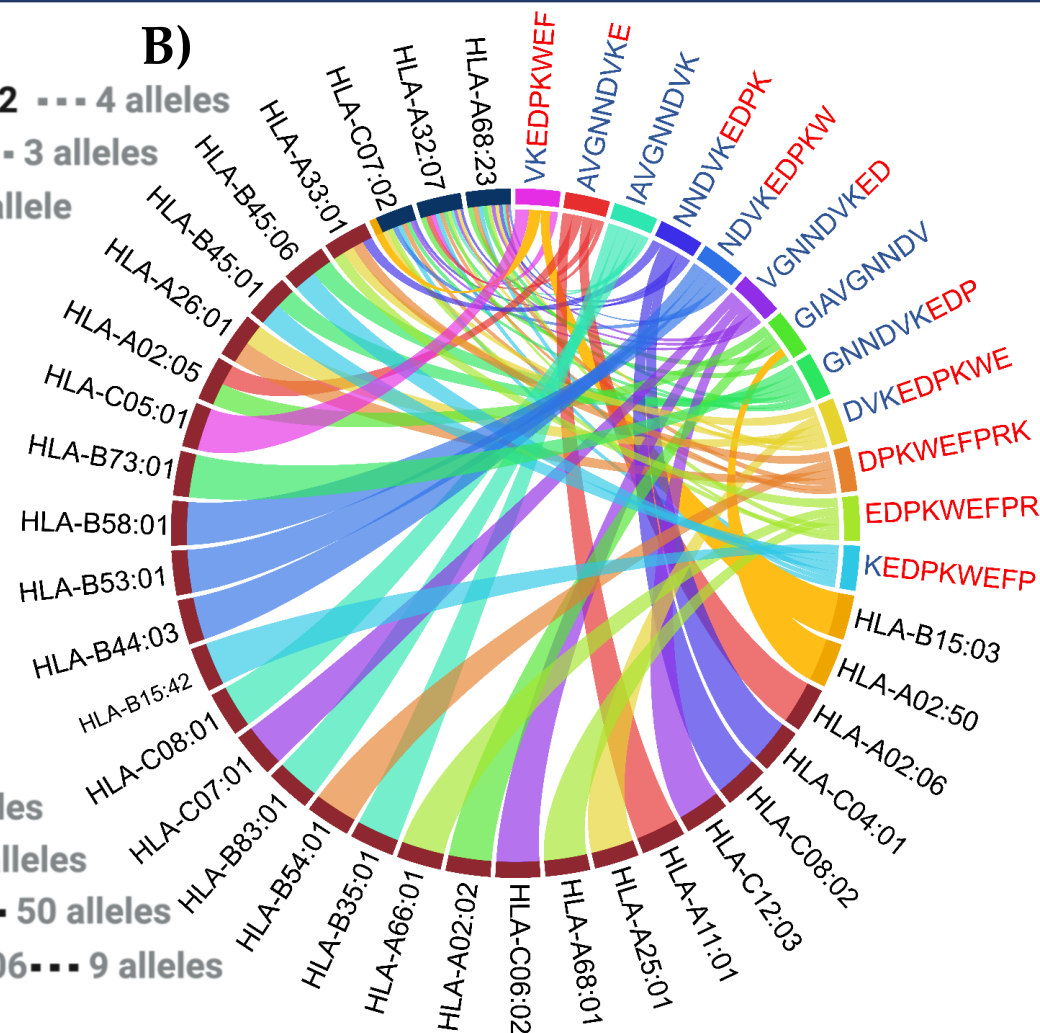 B)
2 --- 4 alleles
- 3 alleles
allele
HLA-A68:23
HLA-A32:07
HLA-C07:02
HLA-A33:01
HLA-B45:06
HLA-B45:01
HLA-A26:01
HLA-A02:05
HLA-C05:01
HLA-B73:01
HLA-B58:01
HLA-B53:01
HLA-B44:03
HLA-B15:42
HLA-C08:01
HLA-C07:01
HLA-B83:01
HLA-B54:01
HLA-B35:01
HLA-A66:01
HLA-A02:02
HLA-C06:02
HLA-A68:01
HLA-A25:01
HLA-A11:01
HLA-C12:03
HLA-C08:02
HLA-C04:01
HLA-A02:06
HLA-A02:50
HLA-B15:03
KEDPKWEFP
EDPKWEFPR
DPKWEFPRK
DVKEDPKWE
GNNDVKEDP
GIAVGNNDV
VGNNDVKED
NDVKEDPKW
NNDVKEDPK
IAVGNNDVK
AVGNNDVKE
VKEDPKWEF
les
lleles
- 50 alleles
06--- 9 alleles